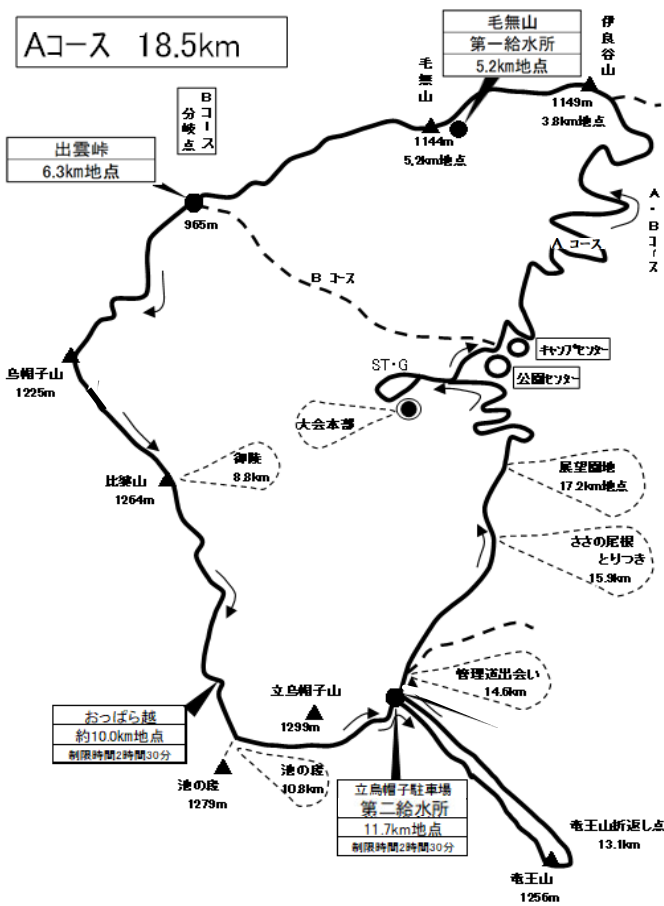 Aコース 18.5km
毛無山
第一給水所
5.2km地点
伊良谷山
1149m
3.8km地点
毛無山
1144m
5.2km地点
Bコース
分岐点
出雲峠
6.3km地点
965m
A・Bコース
A コース
B コース
ST・G
キャンプセンター
公園センター
大会本部
烏帽子山
1225m
比婆山
1264m
御陵
8.8km
展望園地
17.2km地点
ささの尾根
とりつき
15.9km
管理道出会い
14.6km
立烏帽子山
1299m
おっぱら越
約10.0km地点
制限時間2時間30分
池の段
1279m
池の段
10.8km
立烏帽子駐車場
第二給水所
11.7km地点
制限時間2時間30分
竜王山折返し点
13.1km
竜王山
1256m